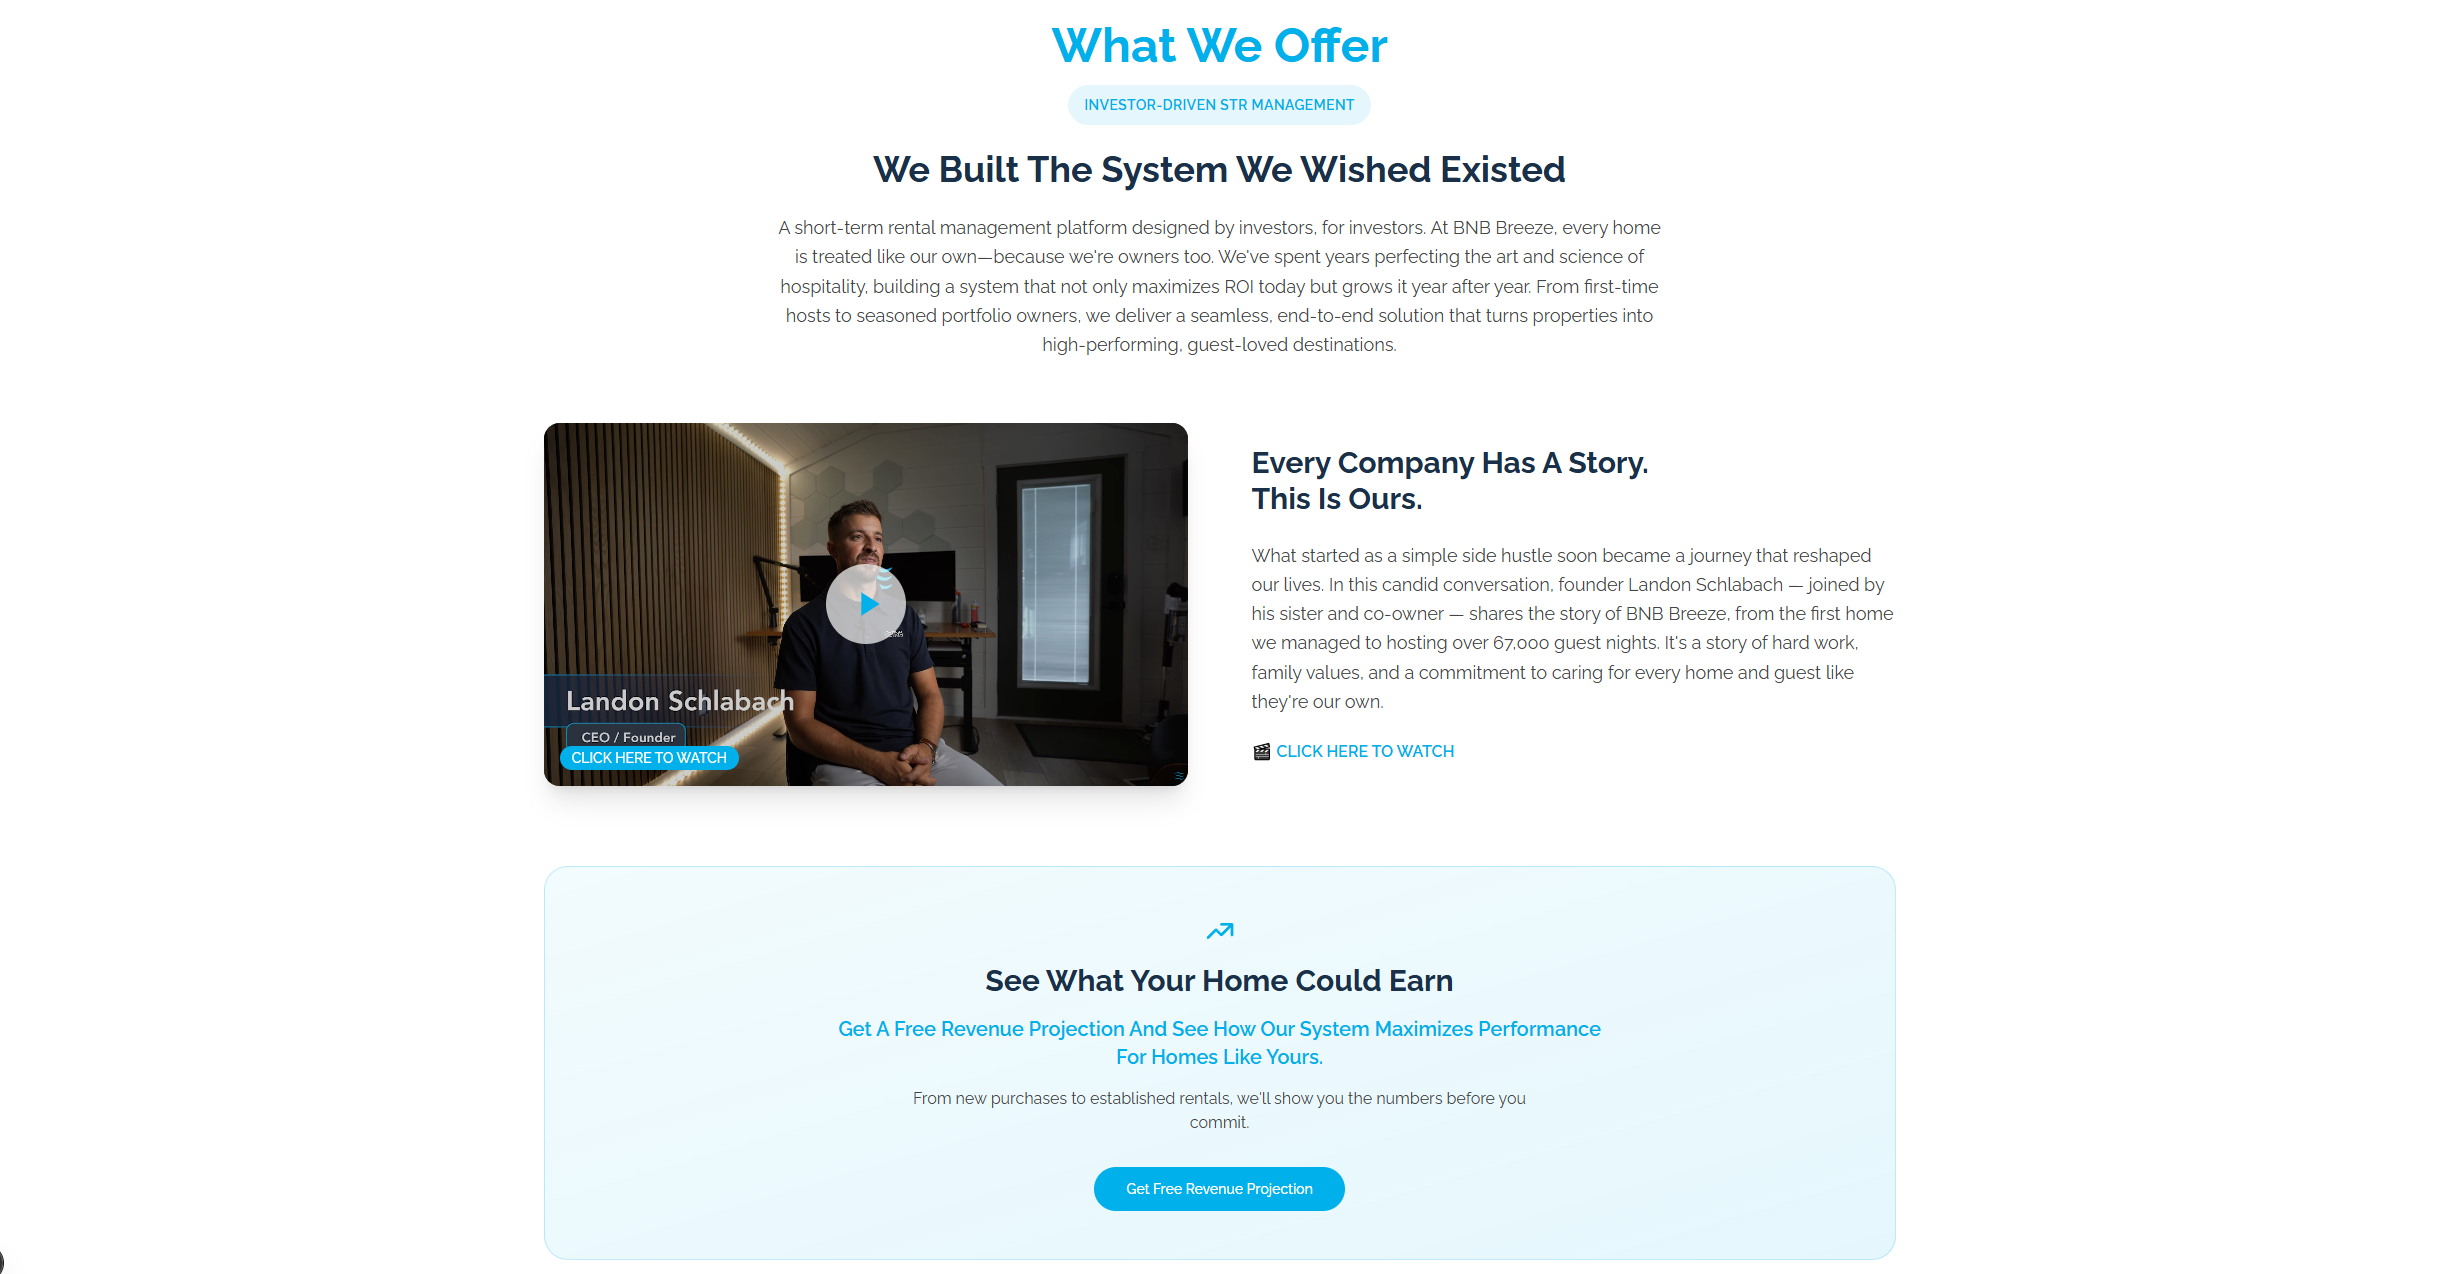 What We Offer
INVESTOR-DRIVEN STR MANAGEMENT
We Built The System We Wished Existed
A short-term rental management platform designed by investors, for investors. At BNB Breeze, every home
is treated like our own—because we're owners too. We've spent years perfecting the art and science of
hospitality, building a system that not only maximizes ROI today but grows it year after year. From first-time
hosts to seasoned portfolio owners, we deliver a seamless, end-to-end solution that turns properties into
high-performing, guest-loved destinations.
Landon Schlabach
CEO / Founder
CLICK HERE TO WATCH
Every Company Has A Story.
This Is Ours.
What started as a simple side hustle soon became a journey that reshaped
our lives. In this candid conversation, founder Landon Schlabach — joined by
his sister and co-owner — shares the story of BNB Breeze, from the first home
we managed to hosting over 67,000 guest nights. It's a story of hard work,
family values, and a commitment to caring for every home and guest like
they're our own.
🎬 CLICK HERE TO WATCH
See What Your Home Could Earn
Get A Free Revenue Projection And See How Our System Maximizes Performance
For Homes Like Yours.
From new purchases to established rentals, we'll show you the numbers before you
commit.
Get Free Revenue Projection